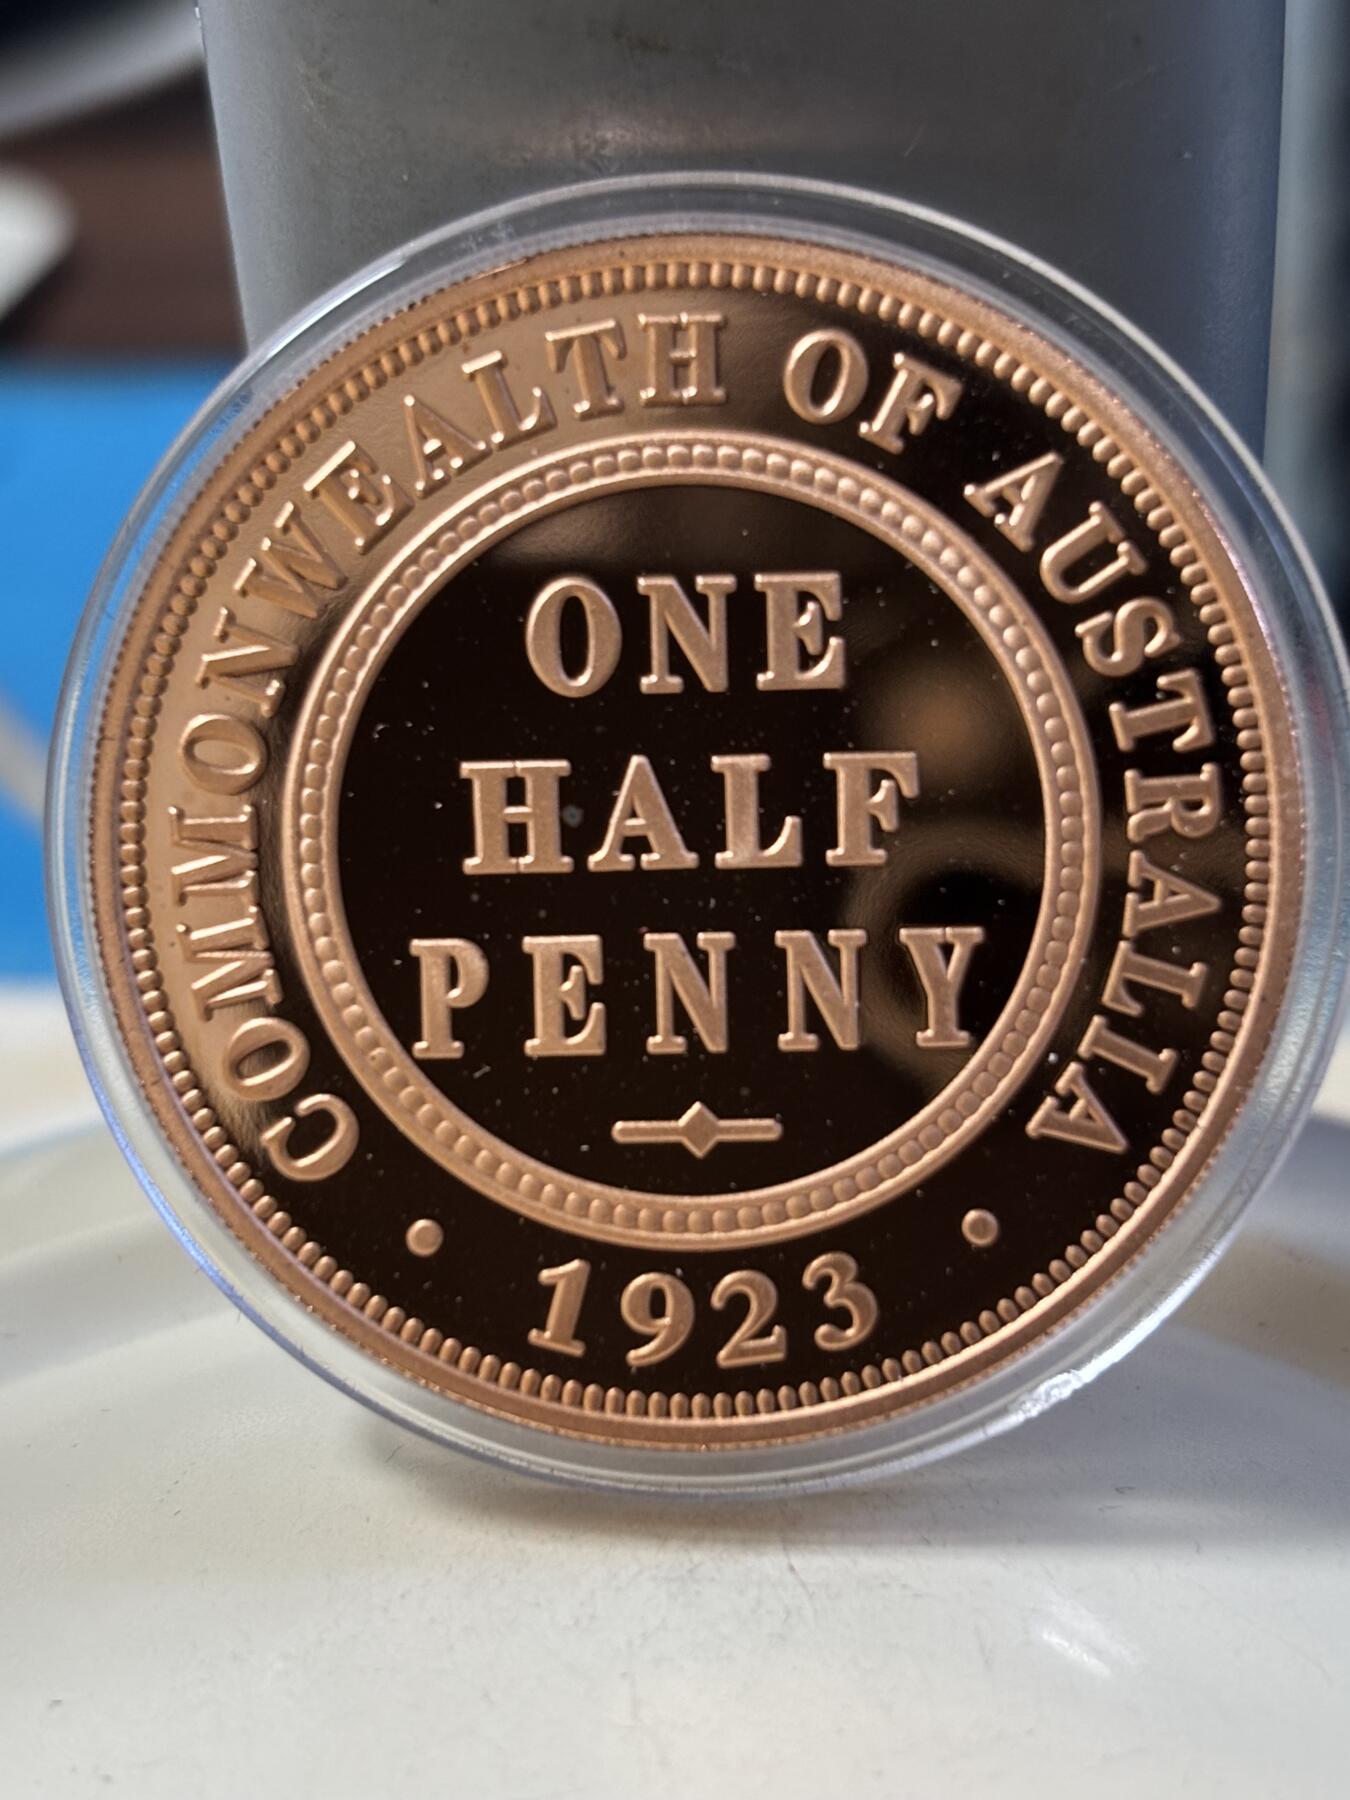 COMMONWEALTH OF AUSTRALIA
ONE
HALF
PENNY
• 1923 •